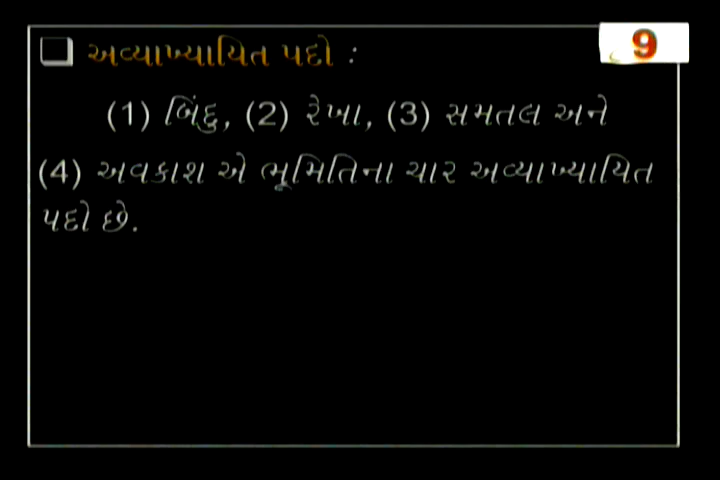 અવ્યાખ્યાયિત પદો :
9
(1) બિંદુ, (2) રેખા, (3) સમતલ અને
(4) અવકાશ એ ભૂમિતિના ચાર અવ્યાખ્યાયિત
પદો છે.